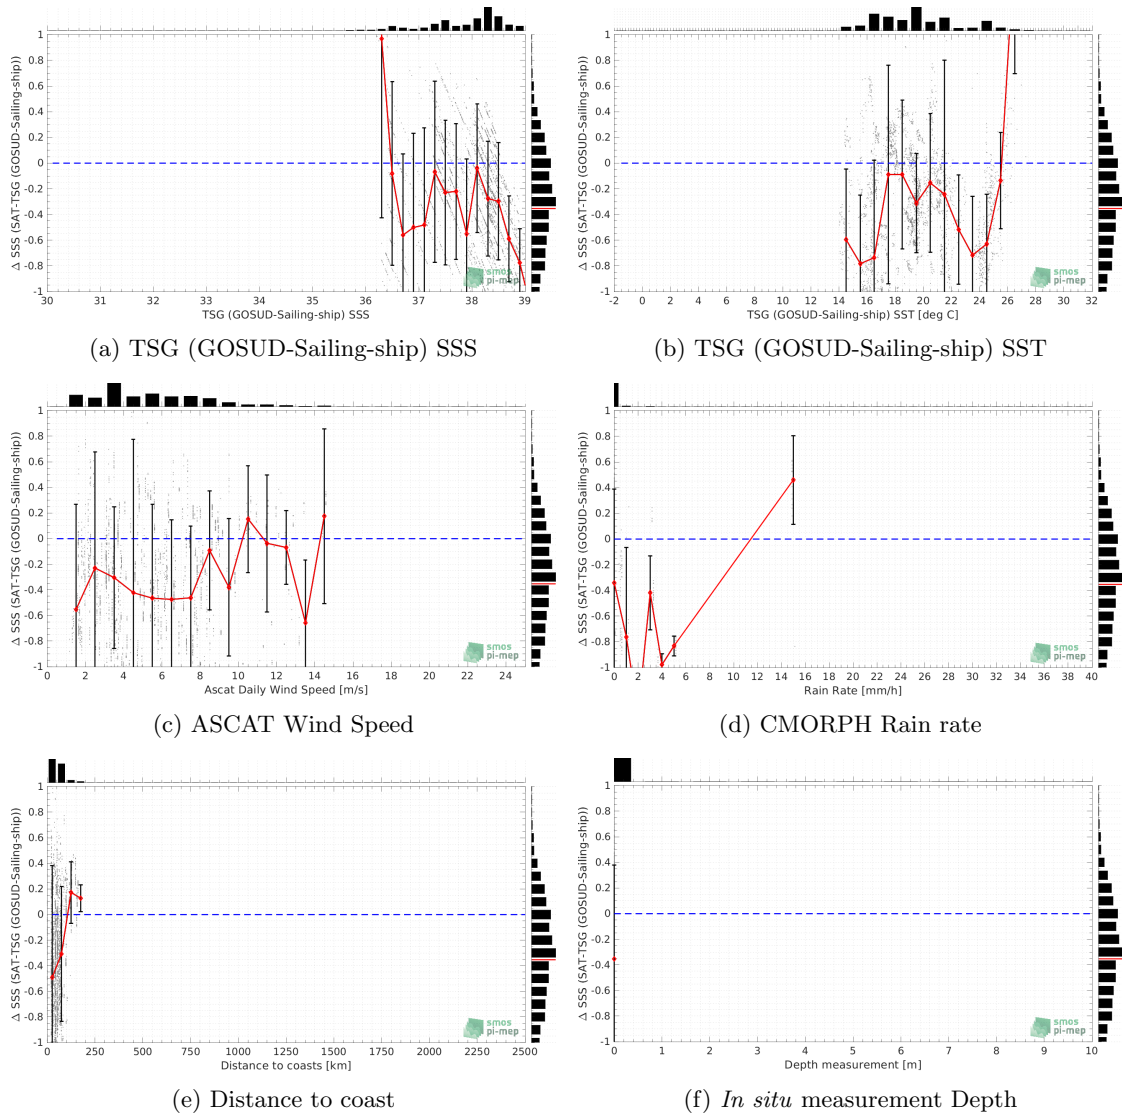 Δ SSS (SAT-TSG (GOSUD-Sailing-ship))
1
0.8
0.6
0.4
0.2
0
-0.2
-0.4
-0.6
-0.8
-1
smos
pi-mep
30 31 32 33 34 35 36 37 38 39
TSG (GOSUD-Sailing-ship) SSS
(a) TSG (GOSUD-Sailing-ship) SSS
Δ SSS (SAT-TSG (GOSUD-Sailing-ship))
1
0.8
0.6
0.4
0.2
0
-0.2
-0.4
-0.6
-0.8
-1
smos
pi-mep
-2 0 2 4 6 8 10 12 14 16 18 20 22 24 26 28 30 32
TSG (GOSUD-Sailing-ship) SST [deg C]
(b) TSG (GOSUD-Sailing-ship) SST
Δ SSS (SAT-TSG (GOSUD-Sailing-ship))
1
0.8
0.6
0.4
0.2
0
-0.2
-0.4
-0.6
-0.8
-1
smos
pi-mep
0 2 4 6 8 10 12 14 16 18 20 22 24
Ascat Daily Wind Speed [m/s]
(c) ASCAT Wind Speed
Δ SSS (SAT-TSG (GOSUD-Sailing-ship))
1
0.8
0.6
0.4
0.2
0
-0.2
-0.4
-0.6
-0.8
-1
smos
pi-mep
0 2 4 6 8 10 12 14 16 18 20 22 24 26 28 30 32 34 36 38 40
Rain Rate [mm/h]
(d) CMORPH Rain rate
Δ SSS (SAT-TSG (GOSUD-Sailing-ship))
1
0.8
0.6
0.4
0.2
0
-0.2
-0.4
-0.6
-0.8
-1
smos
pi-mep
0 250 500 750 1000 1250 1500 1750 2000 2250 2500
Distance to coasts [km]
(e) Distance to coast
Δ SSS (SAT-TSG (GOSUD-Sailing-ship))
1
0.8
0.6
0.4
0.2
0
-0.2
-0.4
-0.6
-0.8
-1
smos
pi-mep
0 1 2 3 4 5 6 7 8 9 10
Depth measurement [m]
(f) In situ measurement Depth